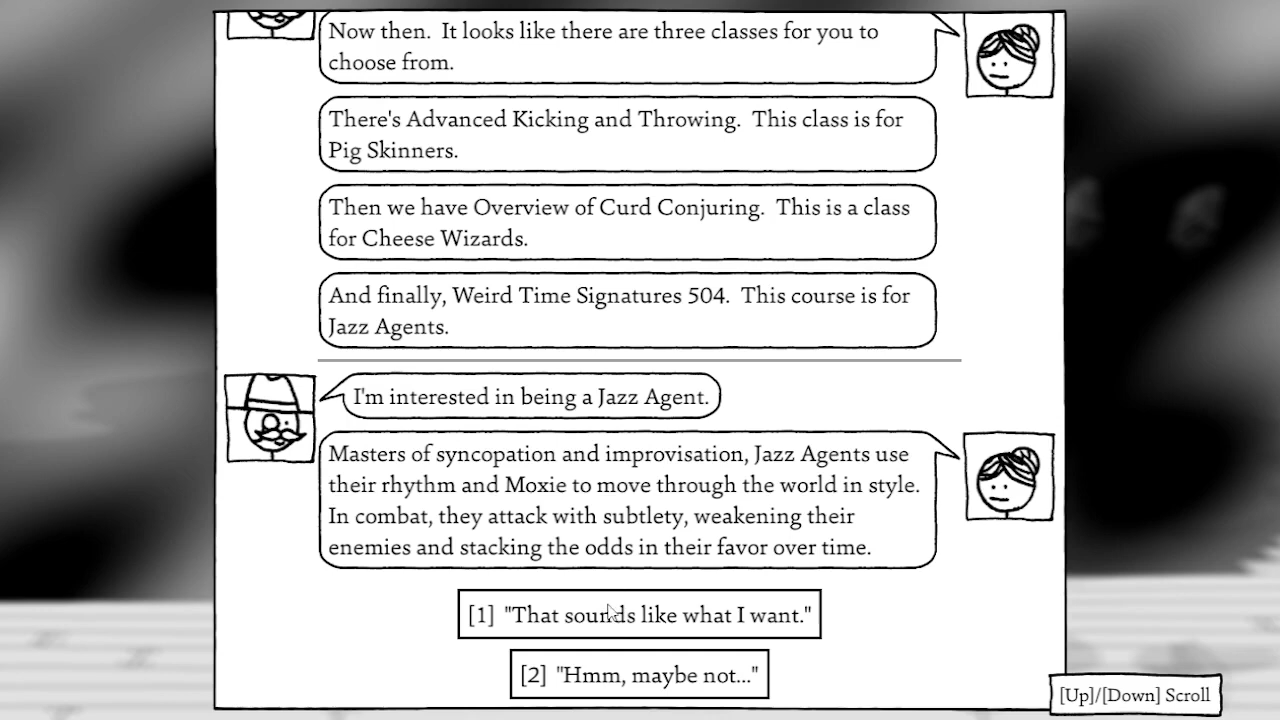 Now then.  It looks like there are three classes for you to
choose from.
There's Advanced Kicking and Throwing.  This class is for
Pig Skinners.
Then we have Overview of Curd Conjuring.  This is a class
for Cheese Wizards.
And finally, Weird Time Signatures 504.  This course is for
Jazz Agents.
I'm interested in being a Jazz Agent.
Masters of syncopation and improvisation, Jazz Agents use
their rhythm and Moxie to move through the world in style.
In combat, they attack with subtlety, weakening their
enemies and stacking the odds in their favor over time.
[1] "That sounds like what I want."
[2] "Hmm, maybe not..."
[Up]/[Down] Scroll